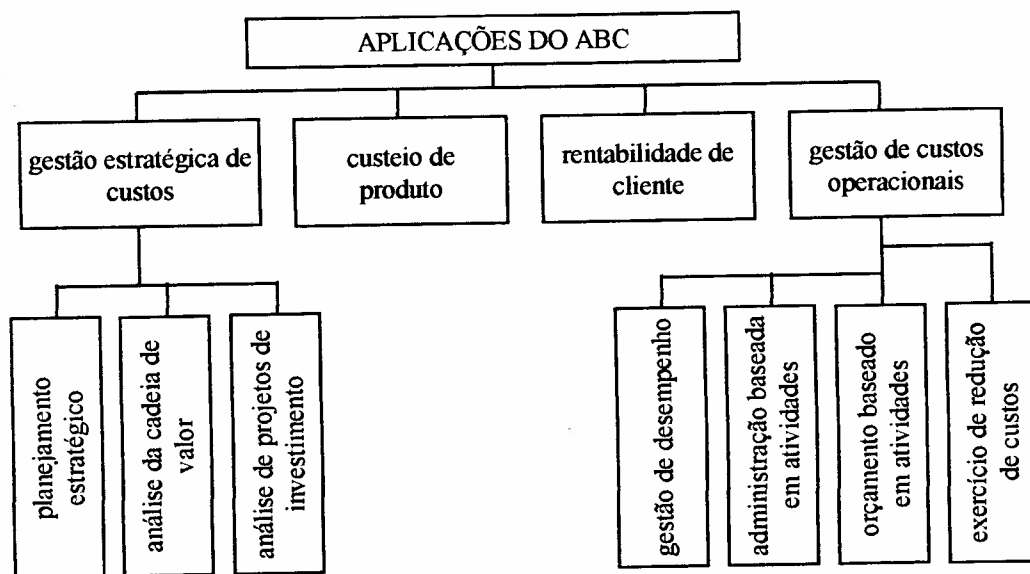 APLICAÇÕES DO ABC
gestão estratégica de
custos
custeio de
produto
rentabilidade de
cliente
gestão de custos
operacionais
planejamento
estratégico
análise da cadeia de
valor
análise de projetos de
investimento
gestão de desempenho
administração baseada
em atividades
orçamento baseado
em atividades
exercício de redução
de custos